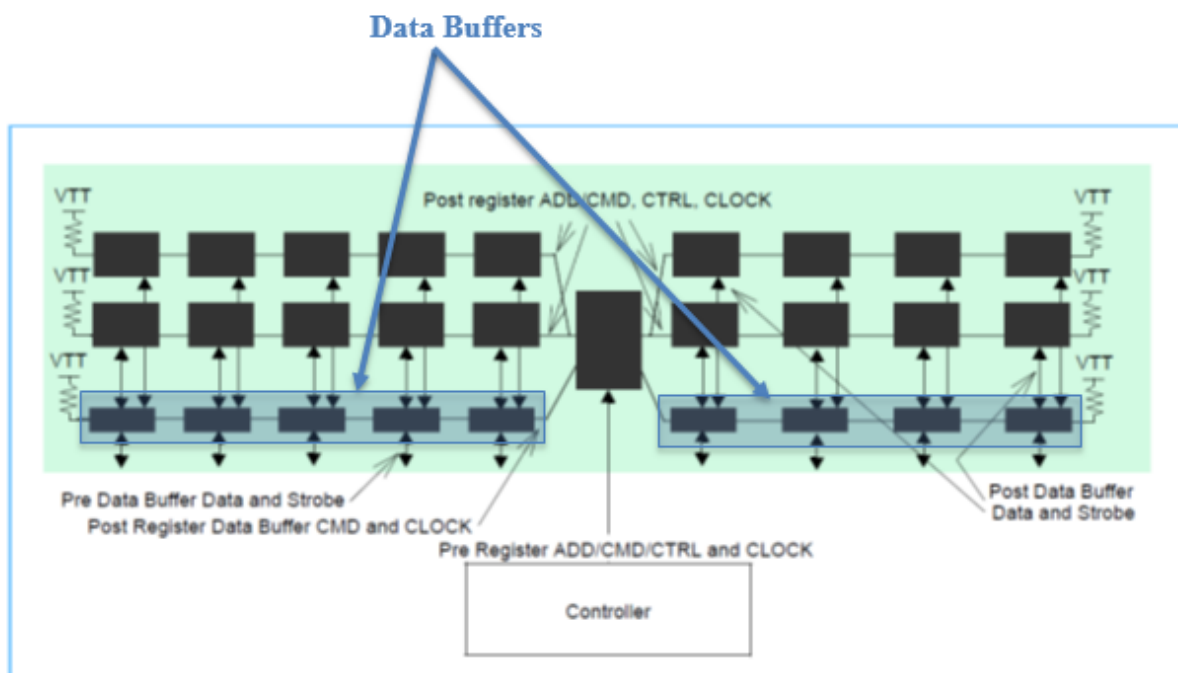 Data Buffers
VTT
Post register ADD/CMD, CTRL, CLOCK
VTT
VTT
VTT
VTT
VTT
Pre Data Buffer Data and Strobe
Post Register Data Buffer CMD and CLOCK
Pre Register ADD/CMD/CTRL and CLOCK
Post Data Buffer
Data and Strobe
Controller